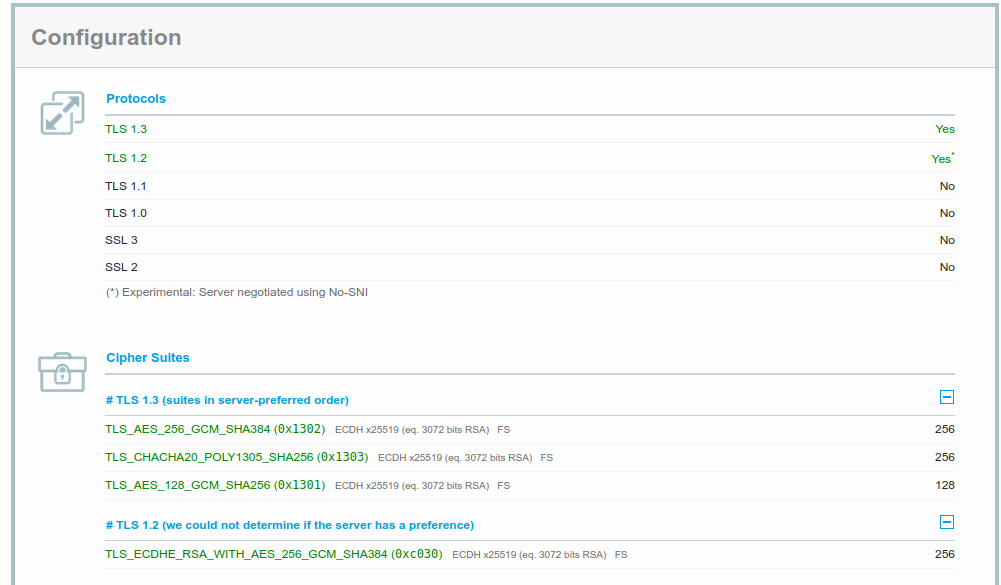 Configuration
Protocols
TLS 1.3 Yes
TLS 1.2 Yes*
TLS 1.1 No
TLS 1.0 No
SSL 3 No
SSL 2 No
(*) Experimental: Server negotiated using No-SNI
Cipher Suites
# TLS 1.3 (suites in server-preferred order)
TLS_AES_256_GCM_SHA384 (0x1302) ECDH x25519 (eq. 3072 bits RSA) FS 256
TLS_CHACHA20_POLY1305_SHA256 (0x1303) ECDH x25519 (eq. 3072 bits RSA) FS 256
TLS_AES_128_GCM_SHA256 (0x1301) ECDH x25519 (eq. 3072 bits RSA) FS 128
# TLS 1.2 (we could not determine if the server has a preference)
TLS_ECDHE_RSA_WITH_AES_256_GCM_SHA384 (0xc030) ECDH x25519 (eq. 3072 bits RSA) FS 256